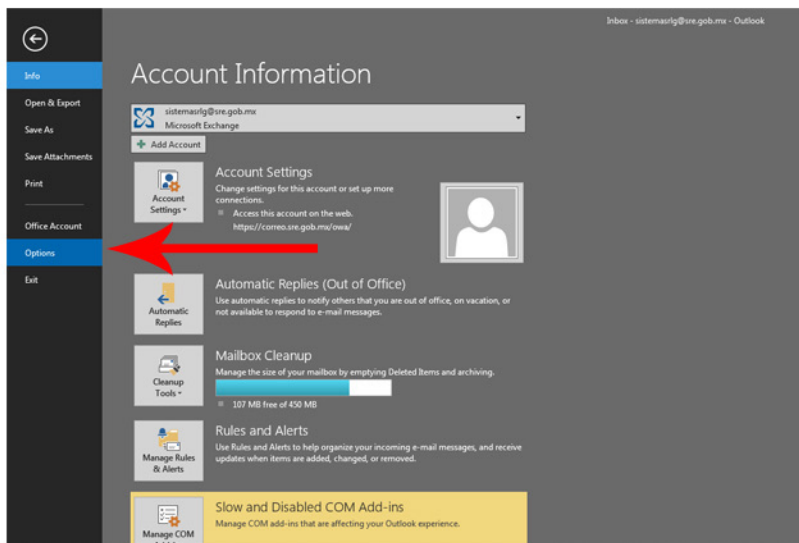 Inbox - sistemasrlg@sre.gob.mx - Outlook
Info
Open & Export
Save As
Save Attachments
Print
Office Account
Options
Exit
Account Information
sistemasrlg@sre.gob.mx
Microsoft Exchange
Add Account
Account
Settings
Account Settings
Change settings for this account or set up more
connections.
Access this account on the web.
https://correo.sre.gob.mx/owa/
Automatic
Replies
Automatic Replies (Out of Office)
Use automatic replies to notify others that you are out of office, on vacation, or
not available to respond to e-mail messages.
Cleanup
Tools
Mailbox Cleanup
Manage the size of your mailbox by emptying Deleted Items and archiving.
107 MB free of 450 MB
Manage Rules
& Alerts
Rules and Alerts
Use Rules and Alerts to help organize your incoming e-mail messages, and receive
updates when items are added, changed, or removed.
Manage COM
Slow and Disabled COM Add-ins
Manage COM add-ins that are affecting your Outlook experience.